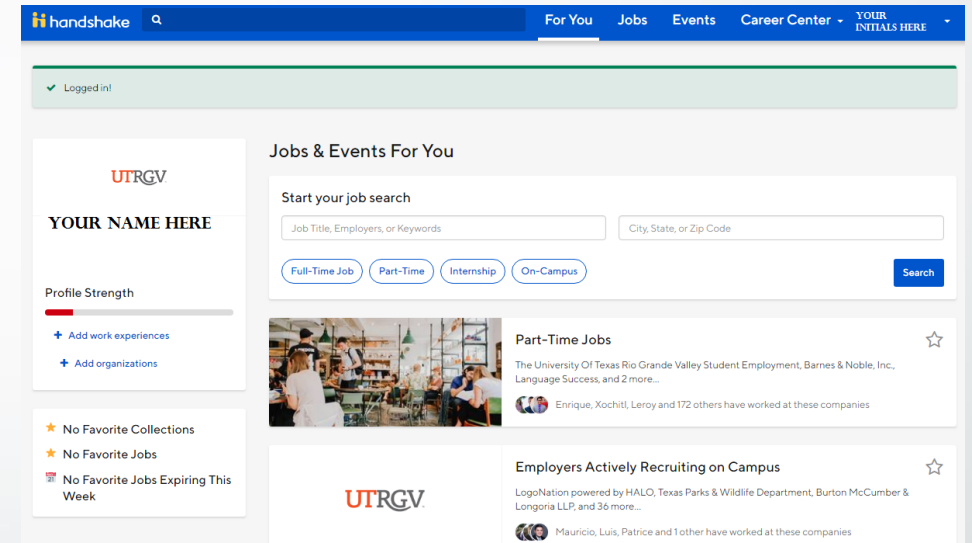 handshake
For You Jobs Events Career Center YOUR
INITIALS HERE
Logged in!
UTRGV
YOUR NAME HERE
Profile Strength
Add work experiences
Add organizations
No Favorite Collections
No Favorite Jobs
21
No Favorite Jobs Expiring This
Week
Jobs & Events For You
Start your job search
Job Title, Employers, or Keywords
City, State, or Zip Code
Full-Time Job Part-Time Internship On-Campus
Search
Part-Time Jobs
The University Of Texas Rio Grande Valley Student Employment, Barnes & Noble, Inc.,
Language Success, and 2 more...
Enrique, Xochitl, Leroy and 172 others have worked at these companies
UTRGV
Employers Actively Recruiting on Campus
LogoNation powered by HALO, Texas Parks & Wildlife Department, Burton McCumber &
Longoria LLP, and 36 more...
Mauricio, Luis, Patrice and 1 other have worked at these companies